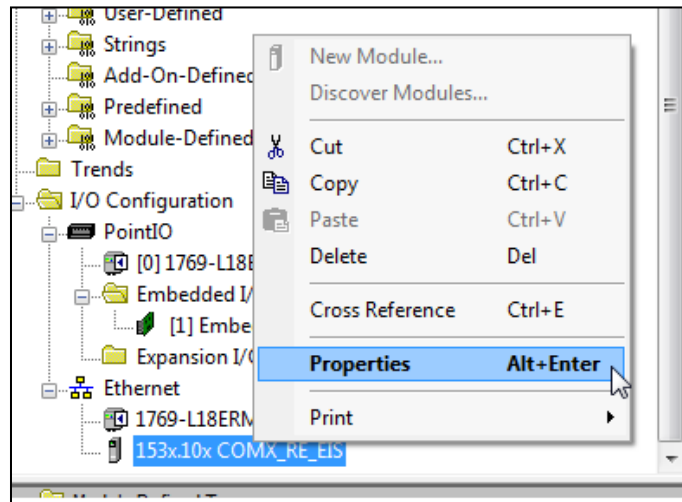 User-Defined
Strings
Add-On-Defined
Predefined
Module-Defined
Trends
I/O Configuration
PointIO
[0] 1769-L18E
Embedded I/
[1] Embe
Expansion I/O
Ethernet
1769-L18ERM
153x.10x COMX_RE_EIS
New Module...
Discover Modules...
Cut Ctrl+X
Copy Ctrl+C
Paste Ctrl+V
Delete Del
Cross Reference Ctrl+E
Properties Alt+Enter
Print